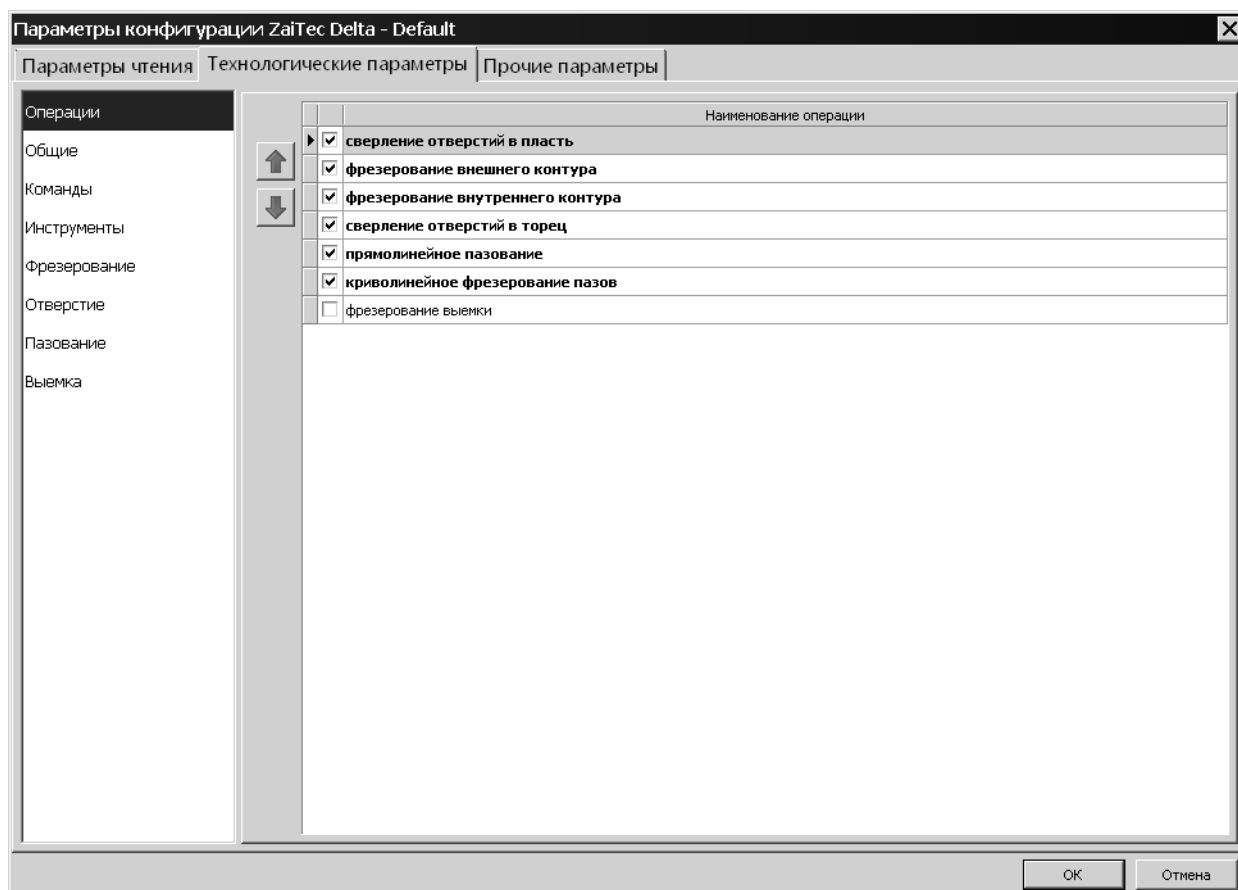 Параметры конфигурации ZaiTec Delta - Default
Параметры чтения Технологические параметры Прочие параметры
Операции
Общие
Команды
Инструменты
Фрезерование
Отверстие
Пазование
Выемка
Наименование операции
сверление отверстий в пласть
фрезерование внешнего контура
фрезерование внутреннего контура
сверление отверстий в торец
прямолинейное пазование
криволинейное фрезерование пазов
фрезерование выемки
ОК Отмена